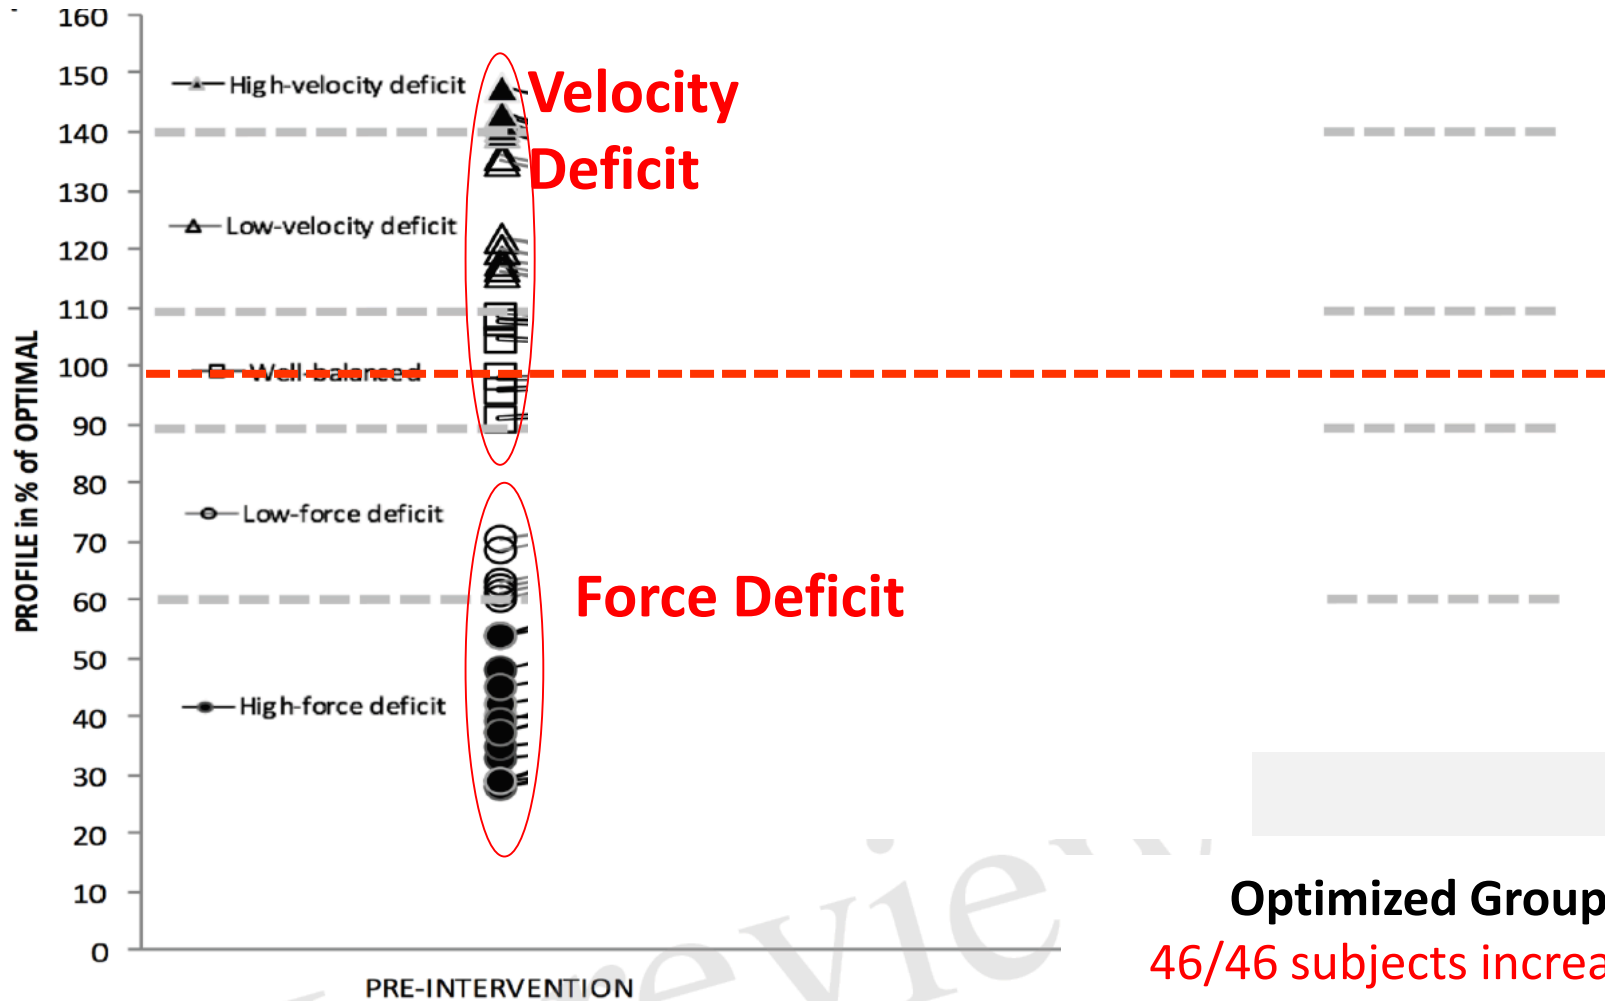 160
150
140
130
120
110
100
90
80
70
60
50
40
30
20
10
0
PROFILE in % of OPTIMAL
High-velocity deficit
Low-velocity deficit
Well-balanced
Low-force deficit
High-force deficit
Velocity
Deficit
Force Deficit
PRE-INTERVENTION
Optimized Group
46/46 subjects increa